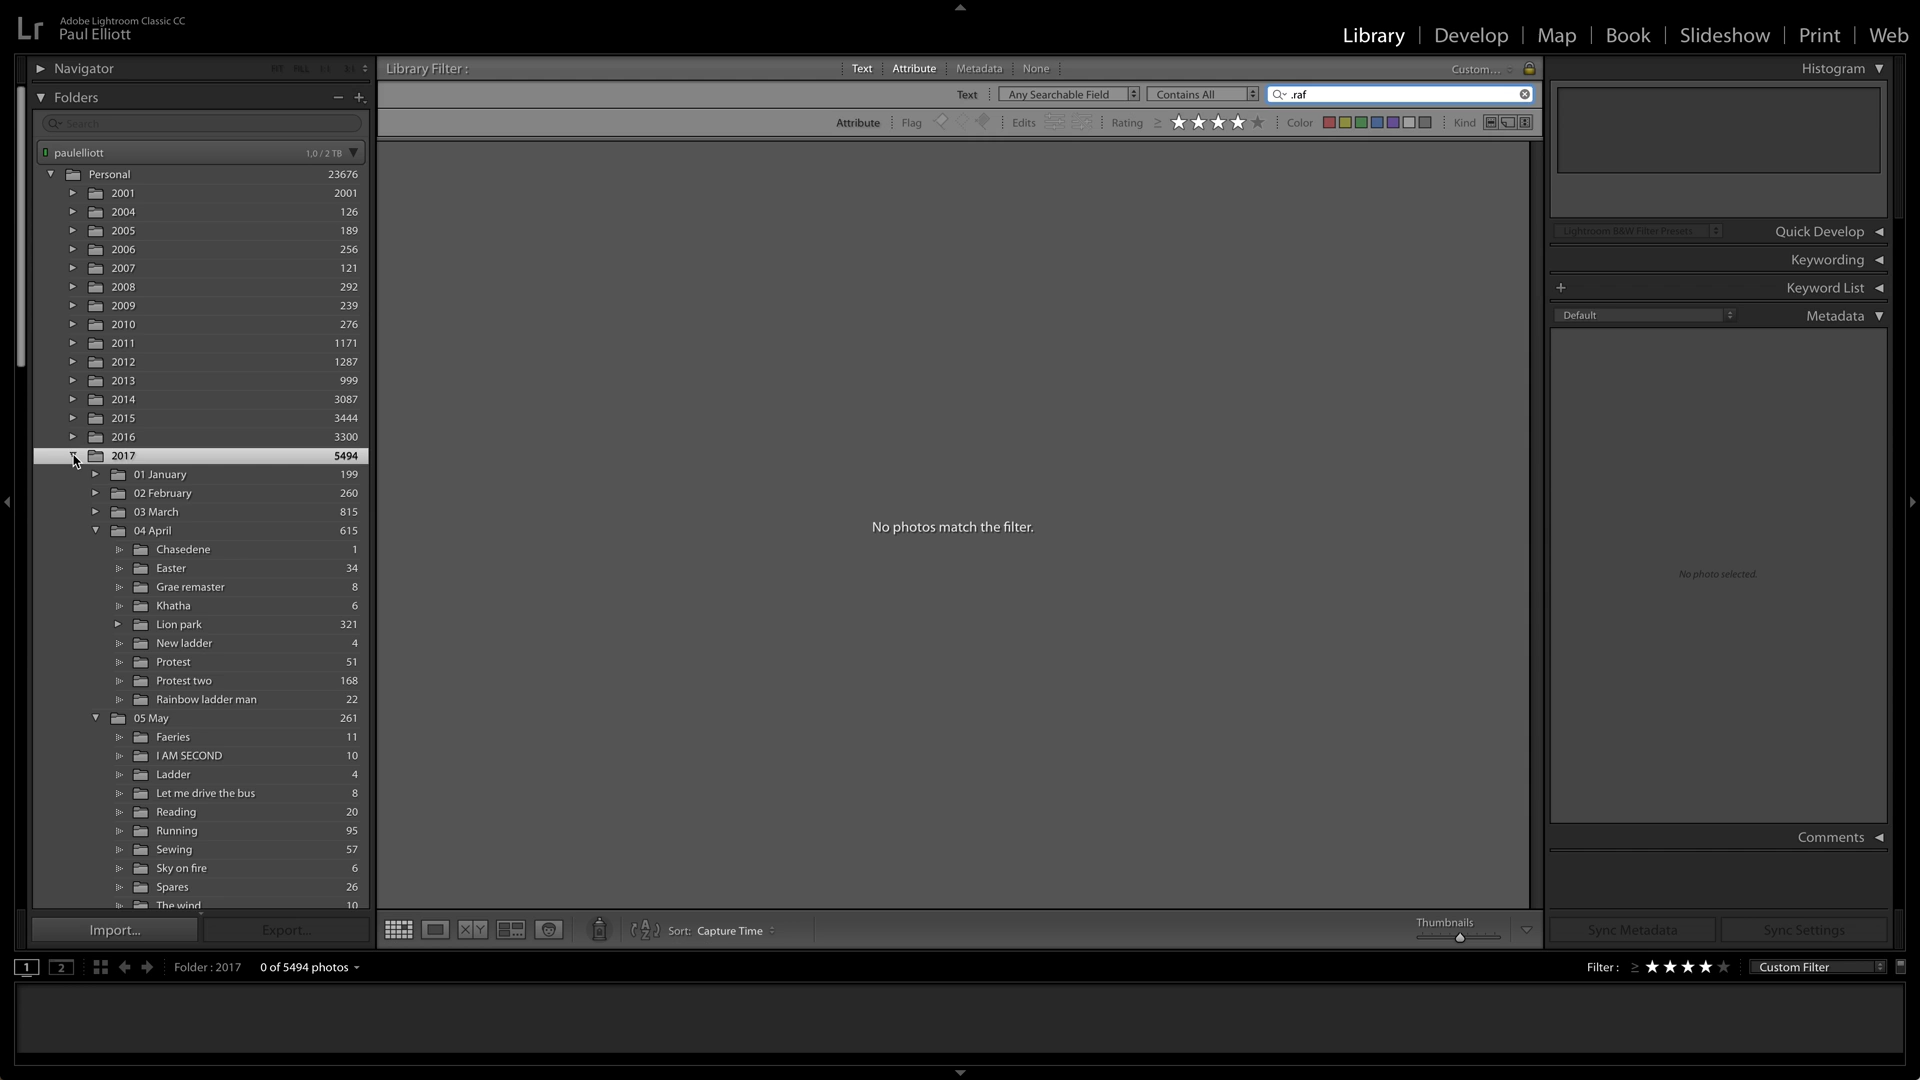 Lr
Adobe Lightroom Classic CC
Paul Elliott
Library | Develop | Map | Book | Slideshow | Print | Web
Navigator
Folders
Search
paulelliott 1,0 / 2 TB
Personal 23676
2001 2001
2004 126
2005 189
2006 256
2007 121
2008 292
2009 239
2010 276
2011 1171
2012 1287
2013 999
2014 3087
2015 3444
2016 3300
2017 5494
01 January 199
02 February 260
03 March 815
04 April 615
Chasedene 1
Easter 34
Grae remaster 8
Khatha 6
Lion park 321
New ladder 4
Protest 51
Protest two 168
Rainbow ladder man 22
05 May 261
Faeries 11
I AM SECOND 10
Ladder 4
Let me drive the bus 8
Reading 20
Running 95
Sewing 57
Sky on fire 6
Spares 26
The wind 10
Import... Export...
Library Filter : Text Attribute Metadata None Custom...
Text Any Searchable Field Contains All .raf
Attribute Flag Edits Rating ≥ Color Kind
No photos match the filter.
Sort: Capture Time
Thumbnails
Histogram
Lightroom B&W Filter Presets Quick Develop
Keywording
+ Keyword List
Default Metadata
No photo selected.
Comments
Sync Metadata Sync Settings
1 2 Folder : 2017 0 of 5494 photos Filter : ≥ Custom Filter